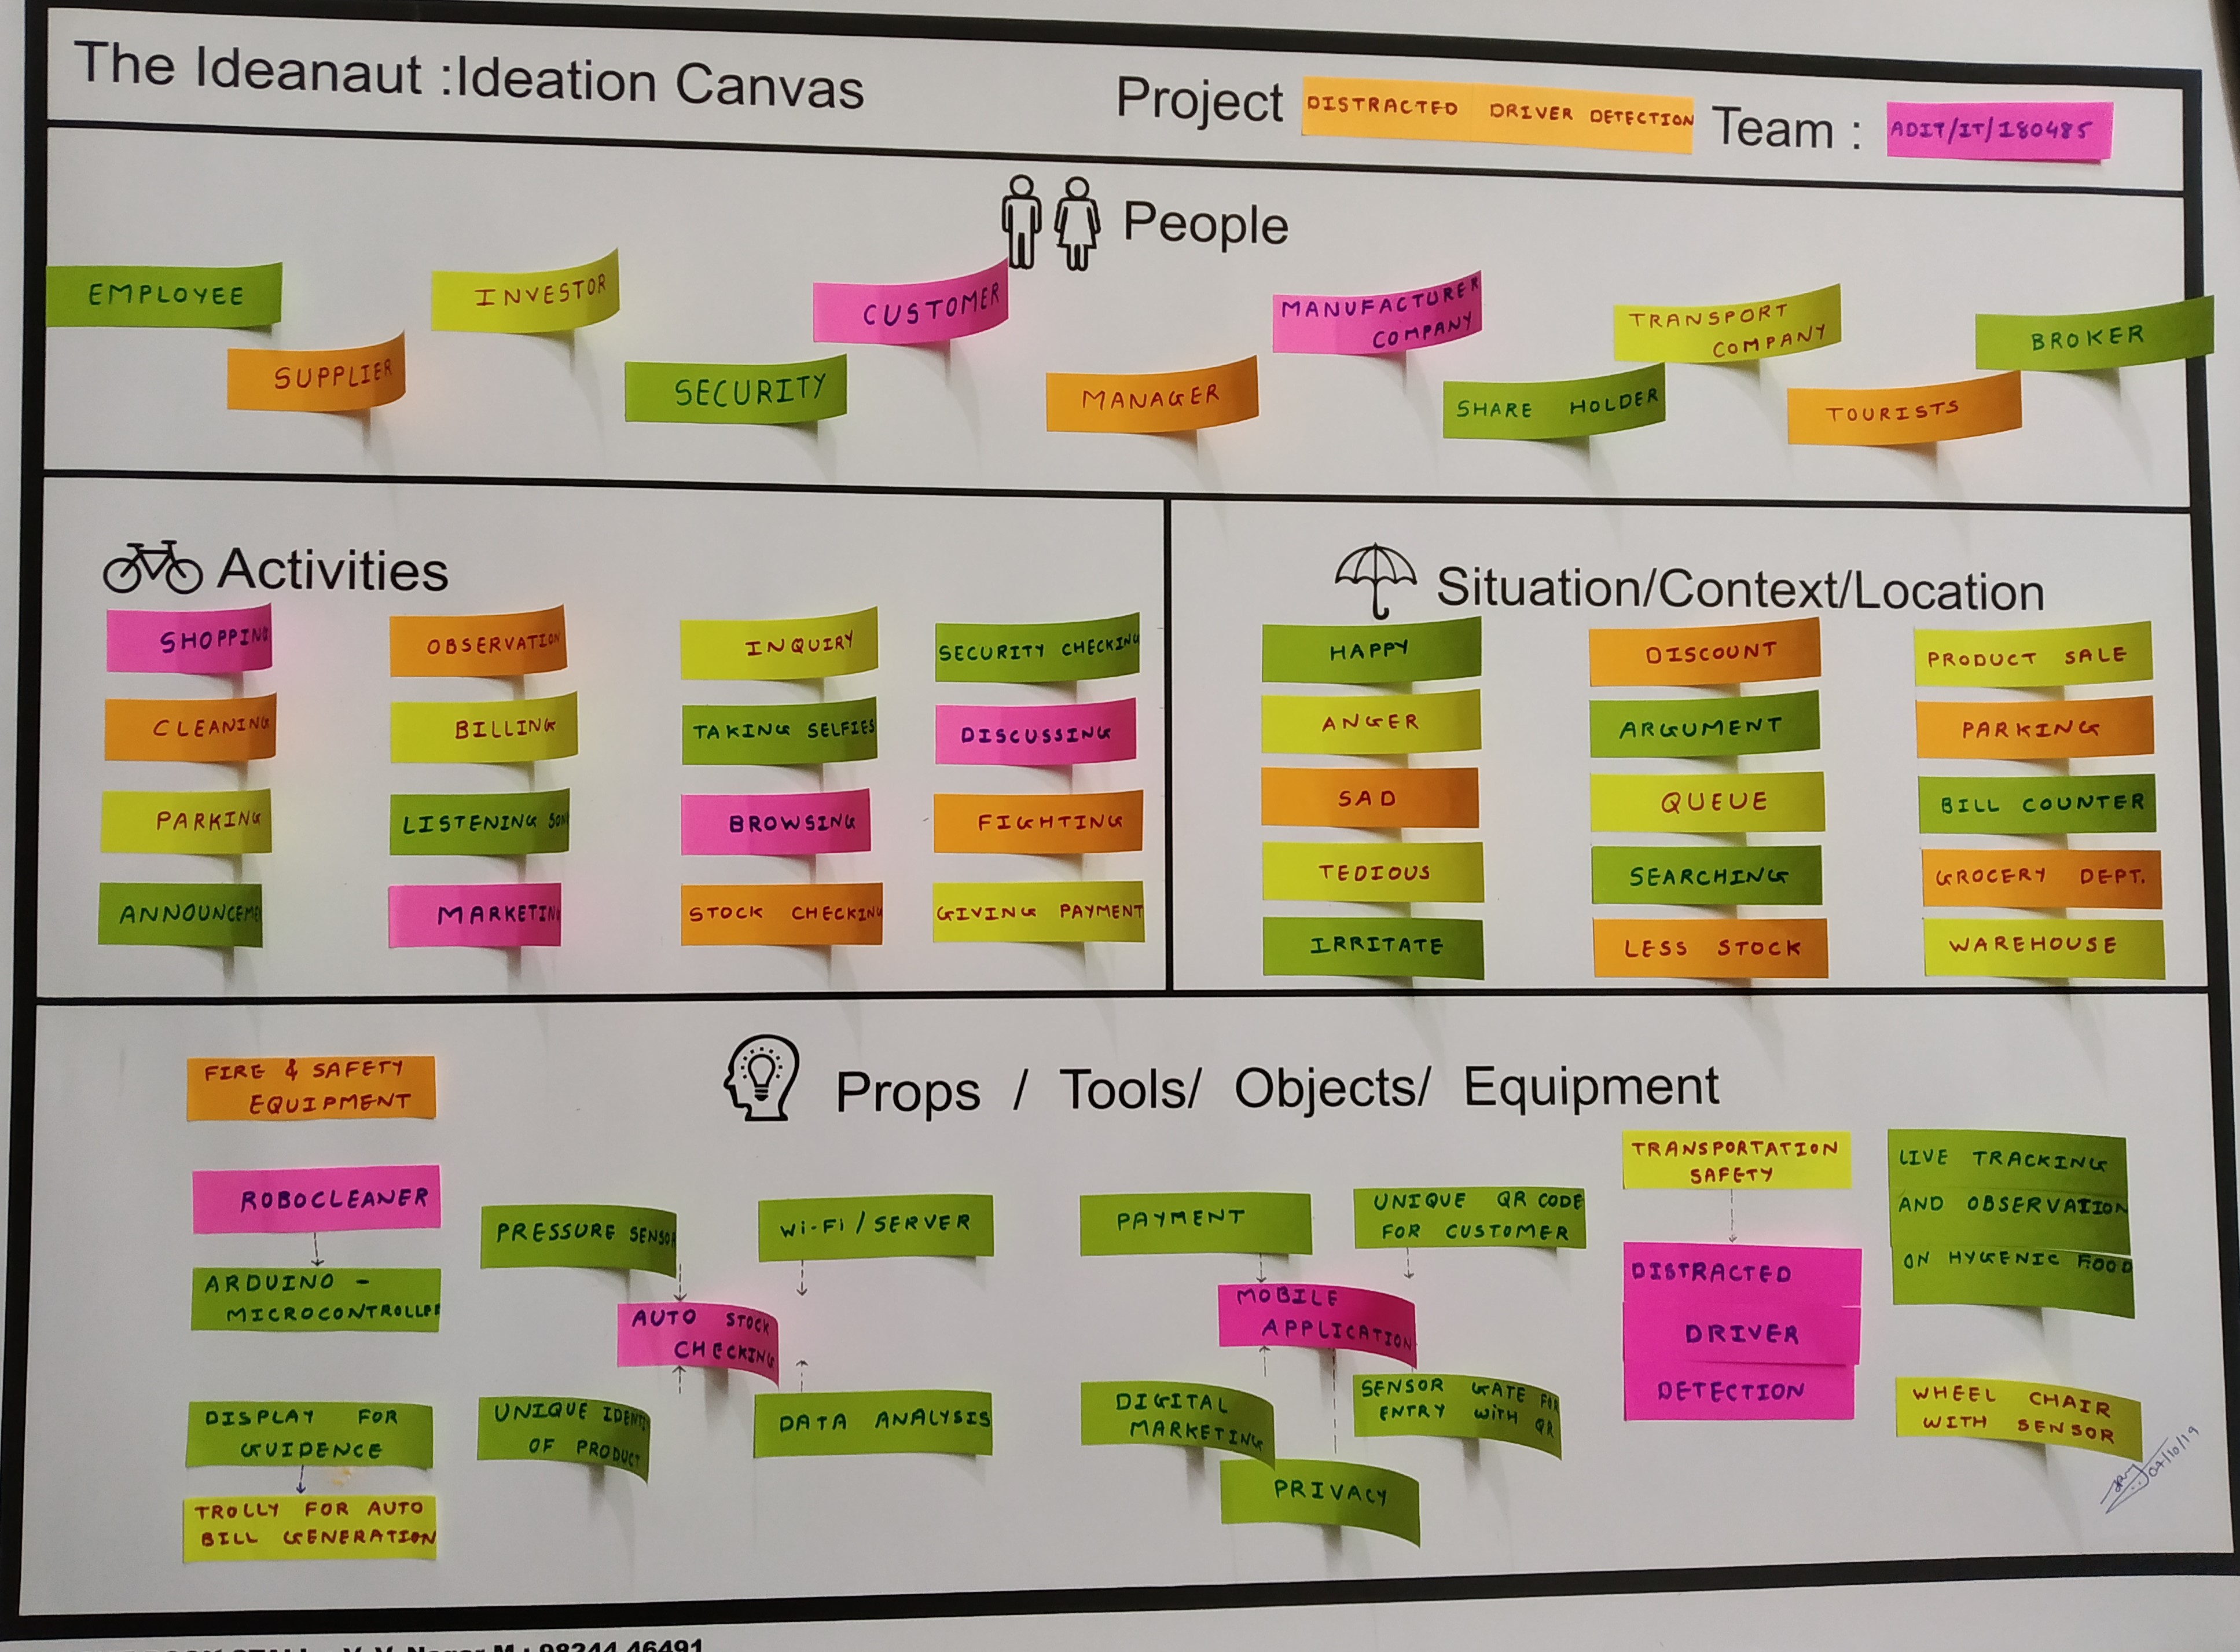 The Ideanaut :Ideation Canvas
Project
DISTRACTED DRIVER DETECTION
Team :
ADIT/IT/180485
People
EMPLOYEE
SUPPLIER
INVESTOR
SECURITY
CUSTOMER
MANAGER
MANUFACTURER
COMPANY
SHARE HOLDER
TRANSPORT
COMPANY
TOURISTS
BROKER
Activities
SHOPPING
OBSERVATION
INQUIRY
SECURITY CHECKING
CLEANING
BILLING
TAKING SELFIES
DISCUSSING
PARKING
LISTENING SON
BROWSING
FIGHTING
ANNOUNCEME
MARKETIN
STOCK CHECKING
GIVING PAYMENT
Situation/Context/Location
HAPPY
DISCOUNT
PRODUCT SALE
ANGER
ARGUMENT
PARKING
SAD
QUEUE
BILL COUNTER
TEDIOUS
SEARCHING
GROCERY DEPT.
IRRITATE
LESS STOCK
WAREHOUSE
Props / Tools/ Objects/ Equipment
FIRE & SAFETY
EQUIPMENT
ROBOCLEANER
ARDUINO -
MICROCONTROLLER
DISPLAY FOR
GUIDENCE
TROLLY FOR AUTO
BILL GENERATION
PRESSURE SENSO
Wi-Fi / SERVER
AUTO STOCK
CHECKING
UNIQUE IDENTI
OF PRODUCT
DATA ANALYSIS
PAYMENT
UNIQUE QR CODE
FOR CUSTOMER
MOBILE
APPLICATION
DIGITAL
MARKETING
SENSOR GATE FOR
ENTRY WITH QR
PRIVACY
TRANSPORTATION
SAFETY
DISTRACTED
DRIVER
DETECTION
LIVE TRACKING
AND OBSERVATION
ON HYGENIC FOOD
WHEEL CHAIR
WITH SENSOR
04/10/19
V. V. Nagar M : 98244 46491